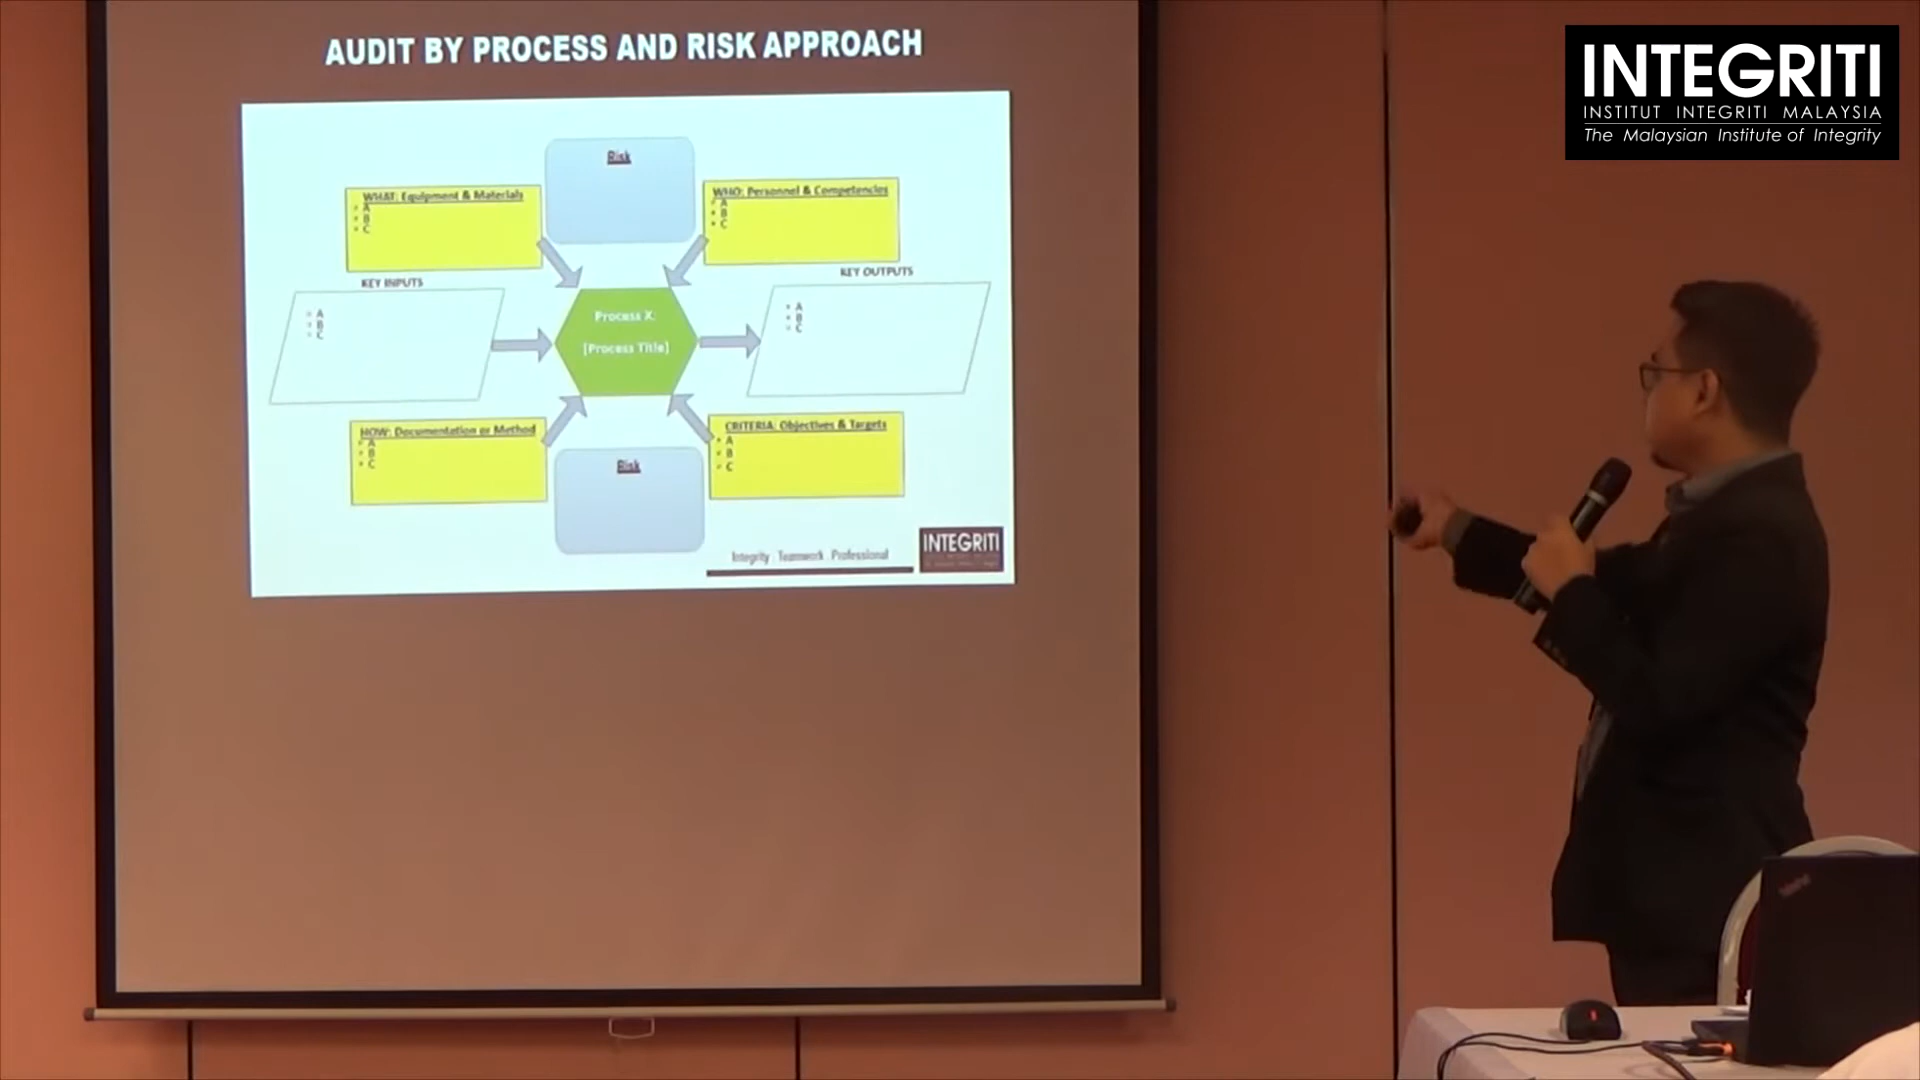 AUDIT BY PROCESS AND RISK APPROACH
INTEGRITI
INSTITUT INTEGRITI MALAYSIA
The Malaysian Institute of Integrity
Risk
WHAT: Equipment & Materials
A
B
C
WHO: Personnel & Competencies
A
B
C
KEY INPUTS
A
B
C
KEY OUTPUTS
A
B
C
Process X:
[Process Title]
HOW: Documentation or Method
A
B
C
CRITERIA: Objectives & Targets
A
B
C
Risk
Integrity . Teamwork . Professional
INTEGRITI
ThinkPad